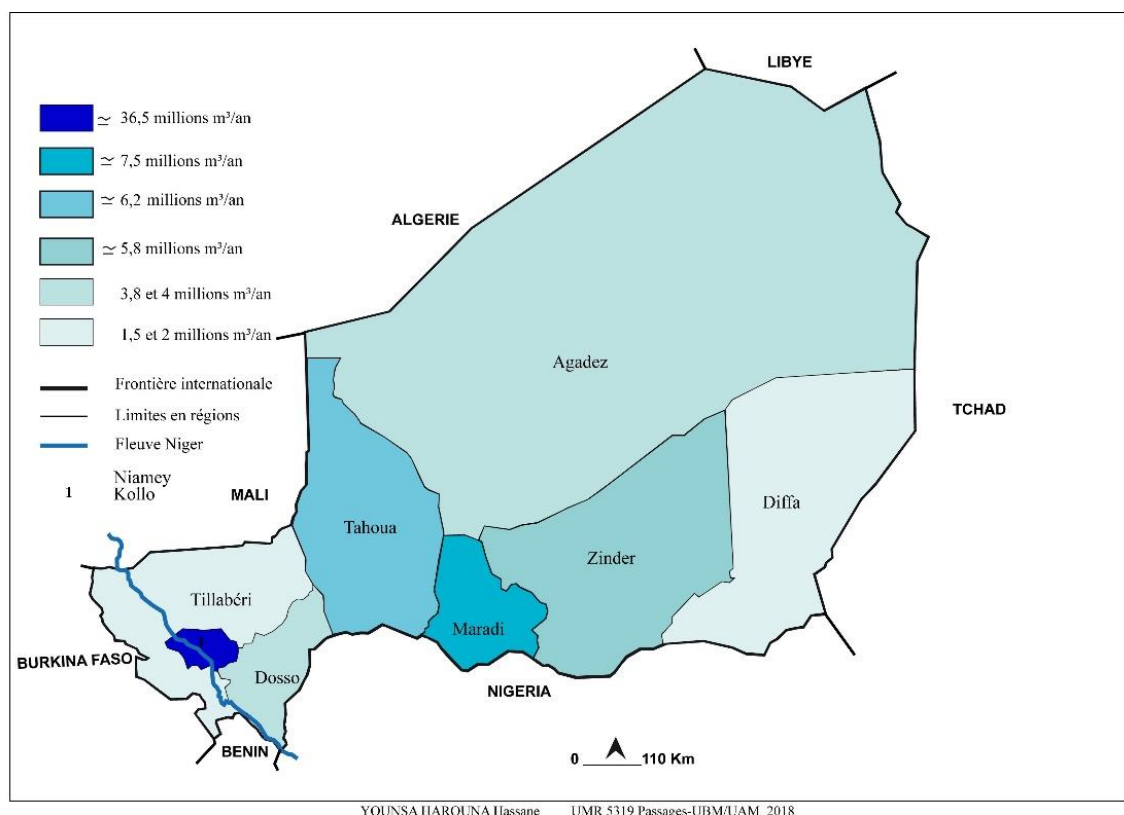 LIBYE
≃ 36,5 millions m³/an
≃ 7,5 millions m³/an
≃ 6,2 millions m³/an
≃ 5,8 millions m³/an
3,8 et 4 millions m³/an
1,5 et 2 millions m³/an
Frontière internationale
Limites en régions
Fleuve Niger
1 Niamey
Kollo
ALGERIE
Agadez
TCHAD
MALI
Tahoua
Diffa
Zinder
Tillabéri
1
Maradi
BURKINA FASO
Dosso
NIGERIA
BENIN
0 110 Km
YOUNSA HAROUNA Hassane UMR 5319 Passages-UBM/UAM 2018